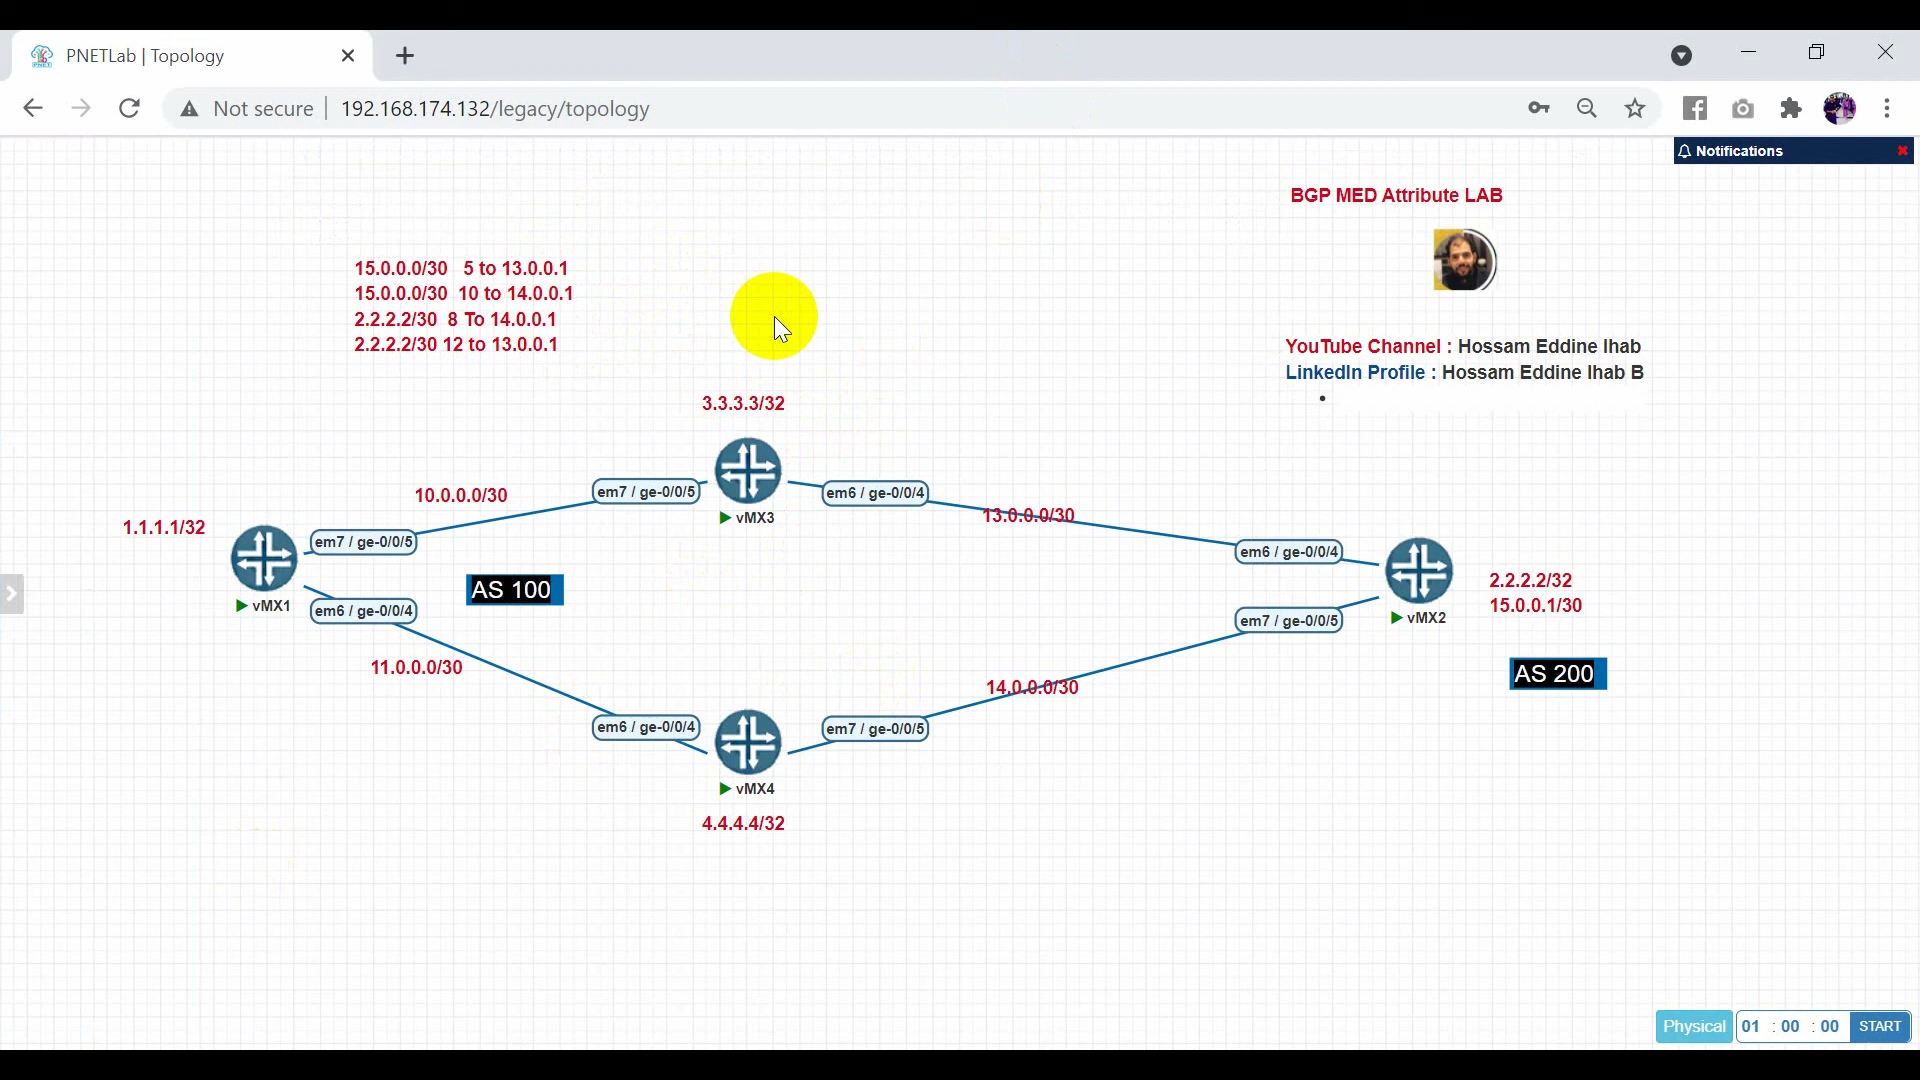 PNETLab | Topology
Not secure
192.168.174.132/legacy/topology
Notifications
BGP MED Attribute LAB
15.0.0.0/30 5 to 13.0.0.1
15.0.0.0/30 10 to 14.0.0.1
2.2.2.2/30 8 To 14.0.0.1
2.2.2.2/30 12 to 13.0.0.1
YouTube Channel : Hossam Eddine Ihab
LinkedIn Profile : Hossam Eddine Ihab B
3.3.3.3/32
10.0.0.0/30
em7 / ge-0/0/5
em6 / ge-0/0/4
vMX3
13.0.0.0/30
1.1.1.1/32
em7 / ge-0/0/5
em6 / ge-0/0/4
AS 100
vMX1
em6 / ge-0/0/4
em7 / ge-0/0/5
vMX2
2.2.2.2/32
15.0.0.1/30
11.0.0.0/30
14.0.0.0/30
AS 200
em6 / ge-0/0/4
em7 / ge-0/0/5
vMX4
4.4.4.4/32
Physical
01 : 00 : 00
START